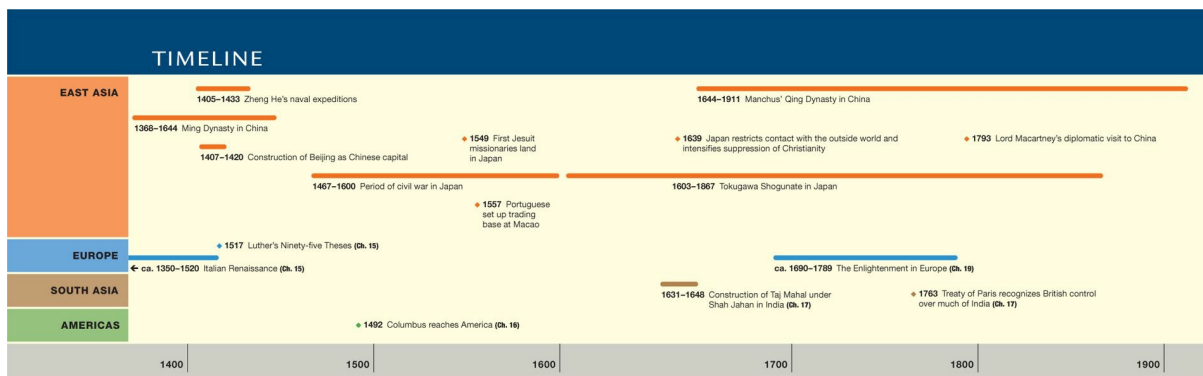 TIMELINE
EAST ASIA
1405–1433 Zheng He's naval expeditions
1644–1911 Manchus' Qing Dynasty in China
1368–1644 Ming Dynasty in China
1549 First Jesuit
missionaries land
in Japan
1639 Japan restricts contact with the outside world and
intensifies suppression of Christianity
1793 Lord Macartney's diplomatic visit to China
1407–1420 Construction of Beijing as Chinese capital
1467–1600 Period of civil war in Japan
1603–1867 Tokugawa Shogunate in Japan
1557 Portuguese
set up trading
base at Macao
EUROPE
1517 Luther's Ninety-five Theses (Ch. 15)
← ca. 1350–1520 Italian Renaissance (Ch. 15)
ca. 1690–1789 The Enlightenment in Europe (Ch. 19)
SOUTH ASIA
1631–1648 Construction of Taj Mahal under
Shah Jahan in India (Ch. 17)
1763 Treaty of Paris recognizes British control
over much of India (Ch. 17)
AMERICAS
1492 Columbus reaches America (Ch. 16)
1400
1500
1600
1700
1800
1900